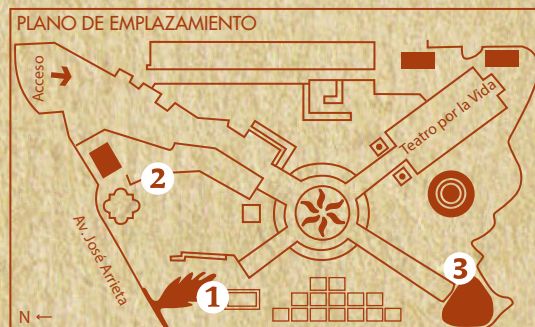 PLANO DE EMPLAZAMIENTO
Acceso
Teatro por la Vida
2
Av. José Arrieta
1
3
N ←